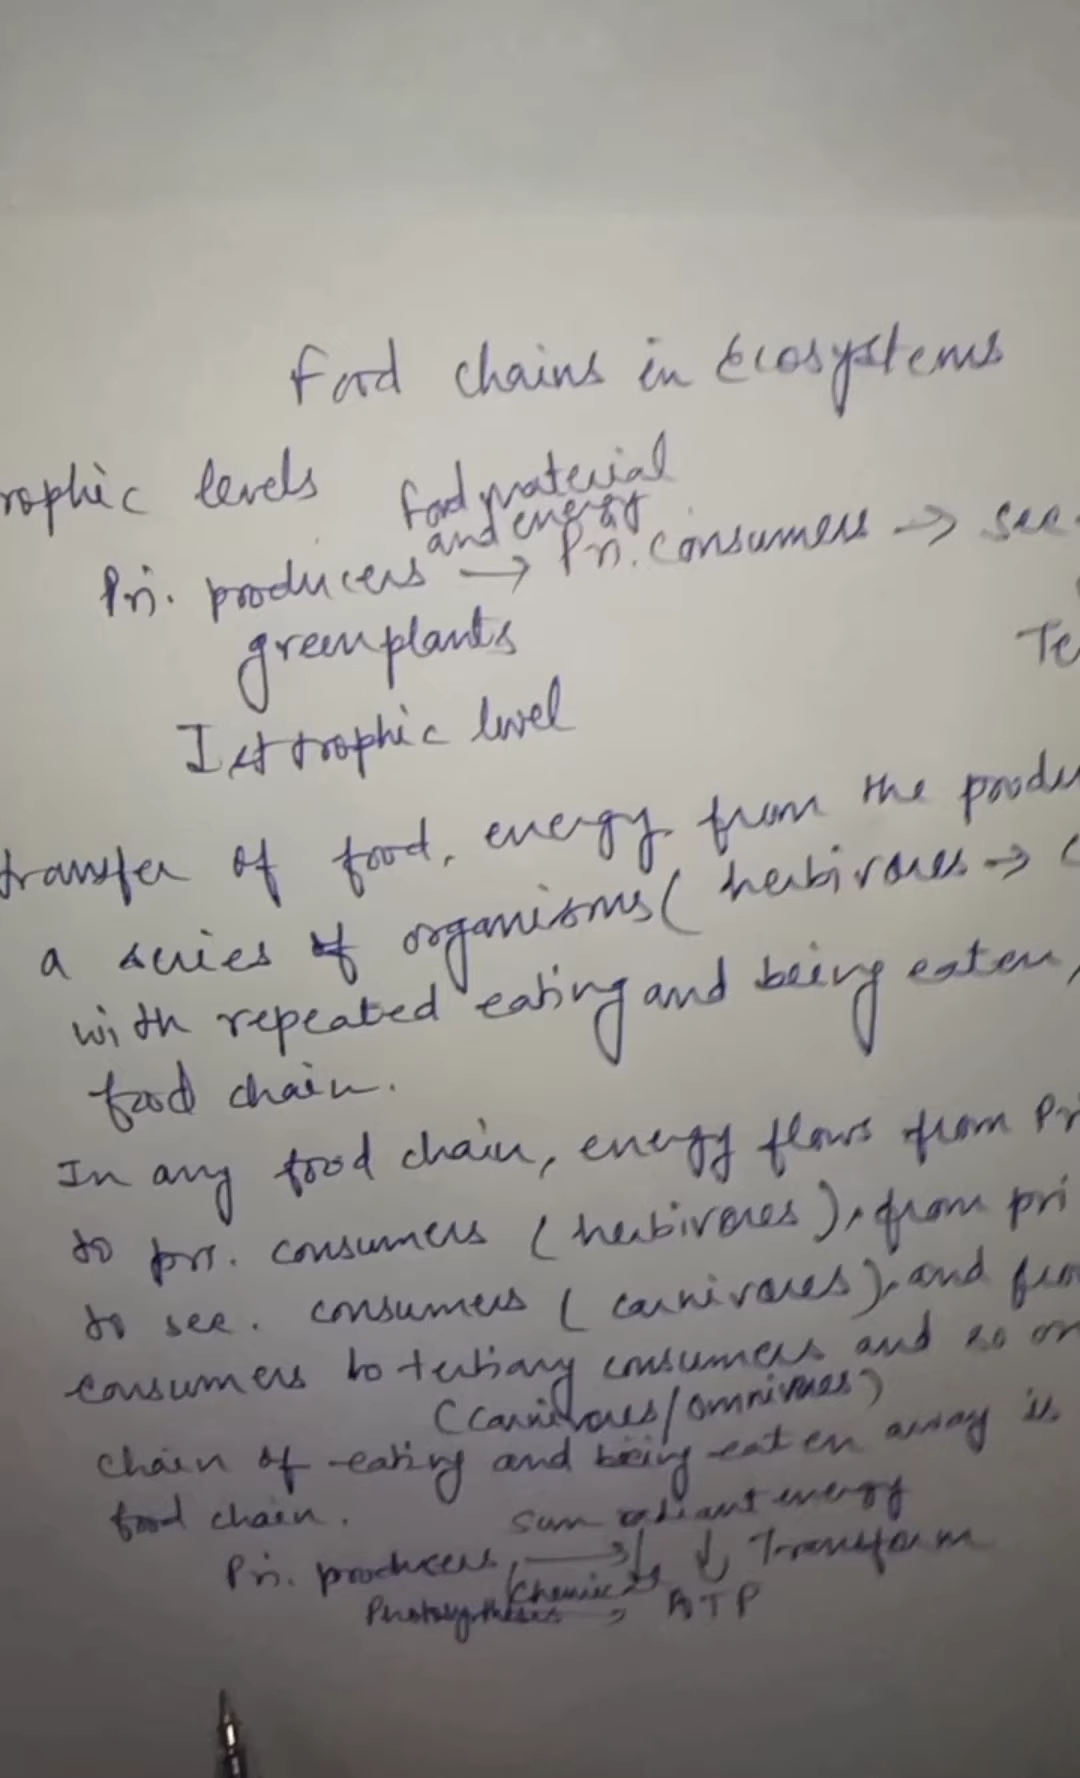 Food chains in Ecosystems
rophic levels
food material
and energy
Pri. producers → Pri. consumers → sec.
green plants
Te
Ist trophic level
transfer of food, energy from the produ
a series of organisms ( herbivores → C
with repeated eating and being eaten,
food chain.
In any food chain, energy flows from Pri
to pri. consumers ( herbivores ), from pri
to sec. consumers ( carnivores ), and fro
consumers to tertiary consumers and so on
(carnivores/omnivores)
chain of eating and being eaten array is
food chain.
sun radiant energy
Pri. producers → ↓ Transform
Chemical
Photosynthesis → ATP